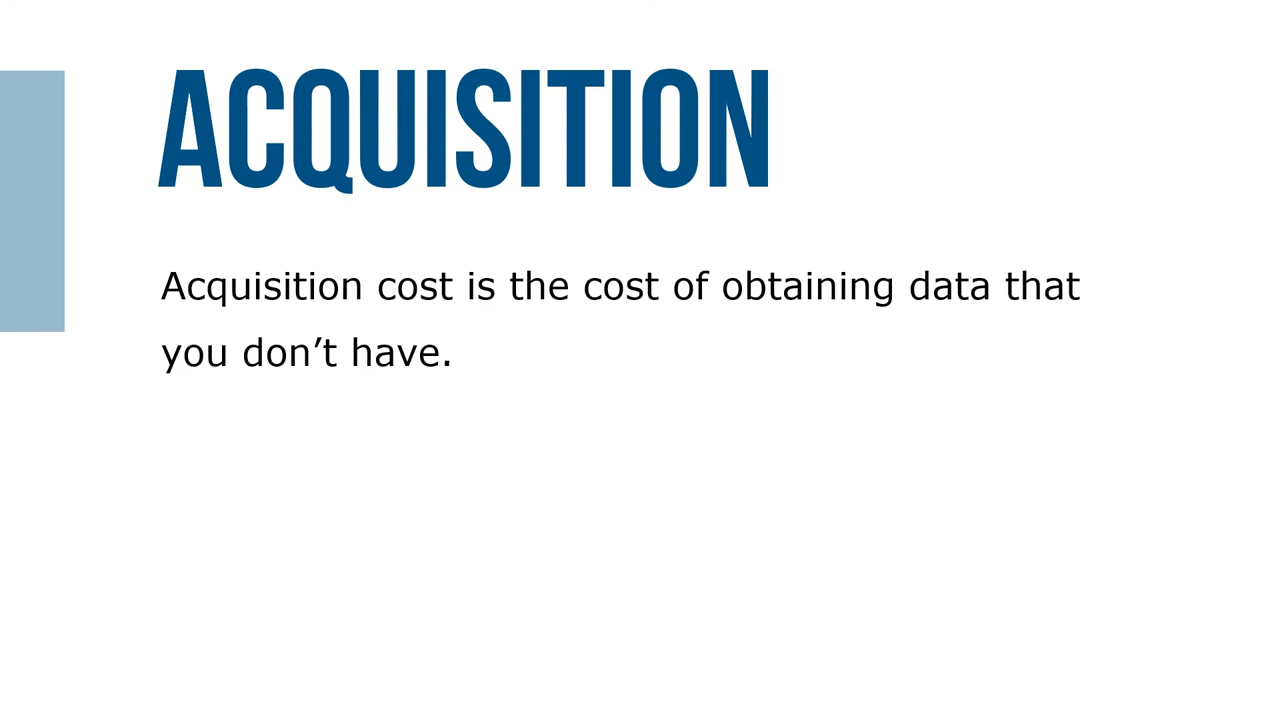 ACQUISITION
Acquisition cost is the cost of obtaining data that
you don’t have.